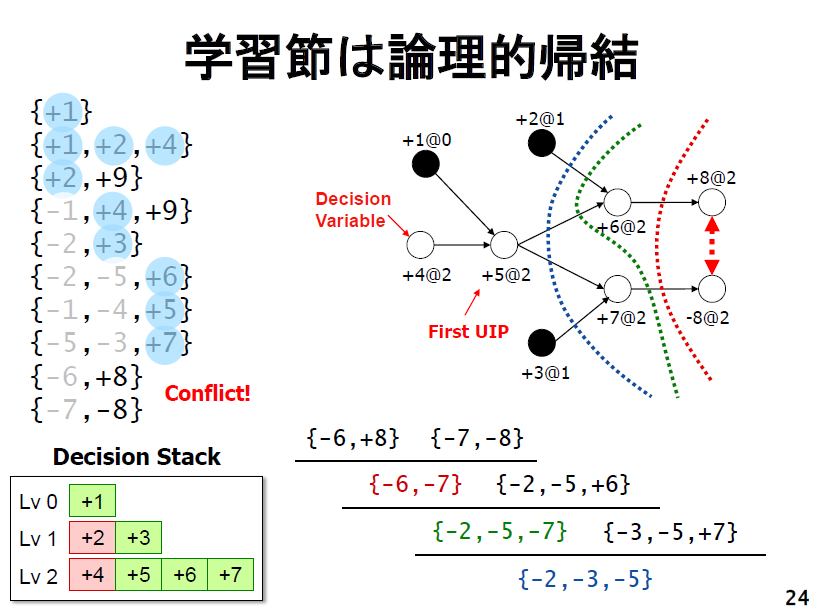 学習節は論理的帰結
{+1}
{+1,+2,+4}
{+2,+9}
{-1,+4,+9}
{-2,+3}
{-2,-5,+6}
{-1,-4,+5}
{-5,-3,+7}
{-6,+8}
{-7,-8}
Conflict!
+1@0
+2@1
+8@2
Decision
Variable
+6@2
+4@2
+5@2
+7@2
-8@2
First UIP
+3@1
Decision Stack
Lv 0 +1
Lv 1 +2 +3
Lv 2 +4 +5 +6 +7
{-6,+8} {-7,-8}
{-6,-7} {-2,-5,+6}
{-2,-5,-7} {-3,-5,+7}
{-2,-3,-5}
24